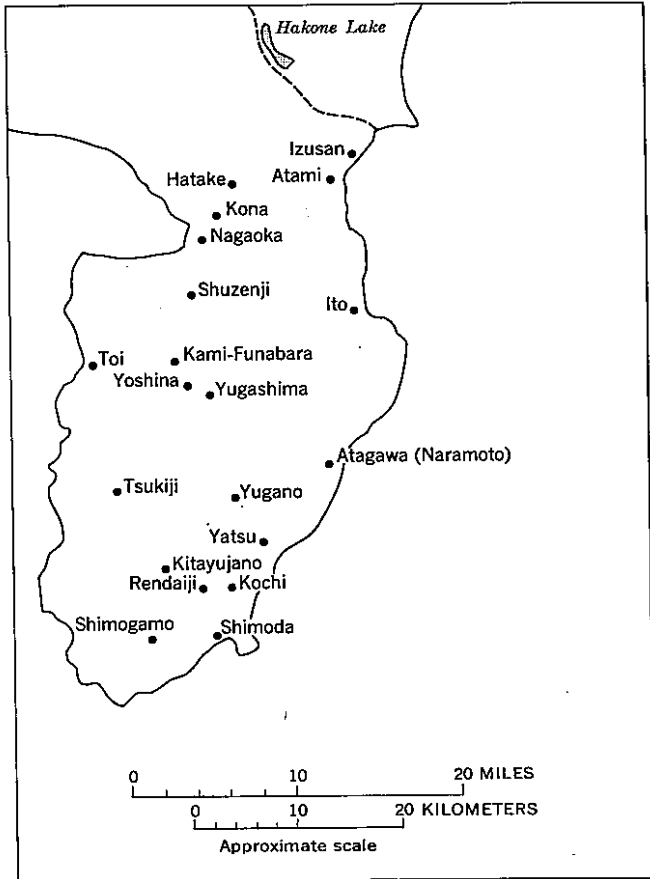 Hakone Lake
Izusan
Hatake
Atami
Kona
Nagaoka
Shuzenji
Ito
Toi
Kami-Funabara
Yoshina
Yugashima
Atagawa (Naramoto)
Tsukiji
Yugano
Yatsu
Kitayujano
Rendaiji
Kochi
Shimogamo
Shimoda
0 10 20 MILES
0 10 20 KILOMETERS
Approximate scale